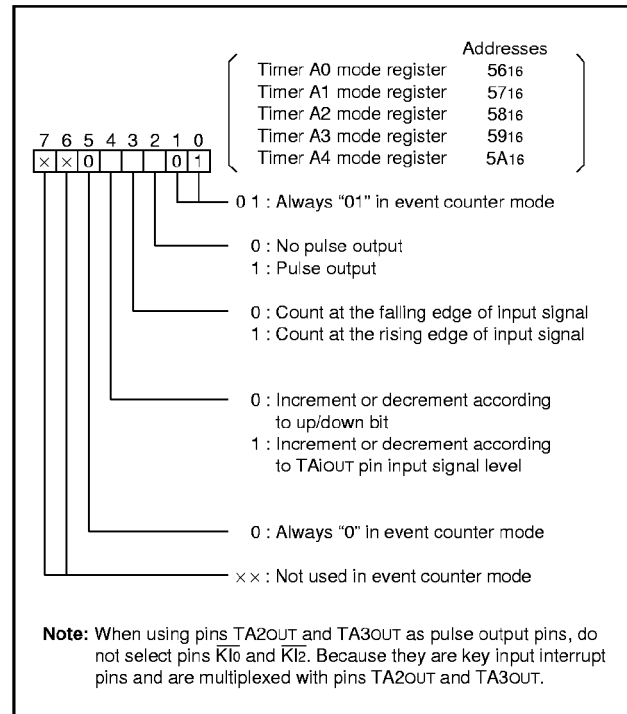 Addresses
Timer A0 mode register 5616
Timer A1 mode register 5716
Timer A2 mode register 5816
Timer A3 mode register 5916
Timer A4 mode register 5A16
7 6 5 4 3 2 1 0
× × 0 0 1
0 1 : Always “01” in event counter mode
0 : No pulse output
1 : Pulse output
0 : Count at the falling edge of input signal
1 : Count at the rising edge of input signal
0 : Increment or decrement according
to up/down bit
1 : Increment or decrement according
to TAiOUT pin input signal level
0 : Always “0” in event counter mode
×× : Not used in event counter mode
Note: When using pins TA2OUT and TA3OUT as pulse output pins, do
not select pins K̅I̅0 and K̅I̅2. Because they are key input interrupt
pins and are multiplexed with pins TA2OUT and TA3OUT.